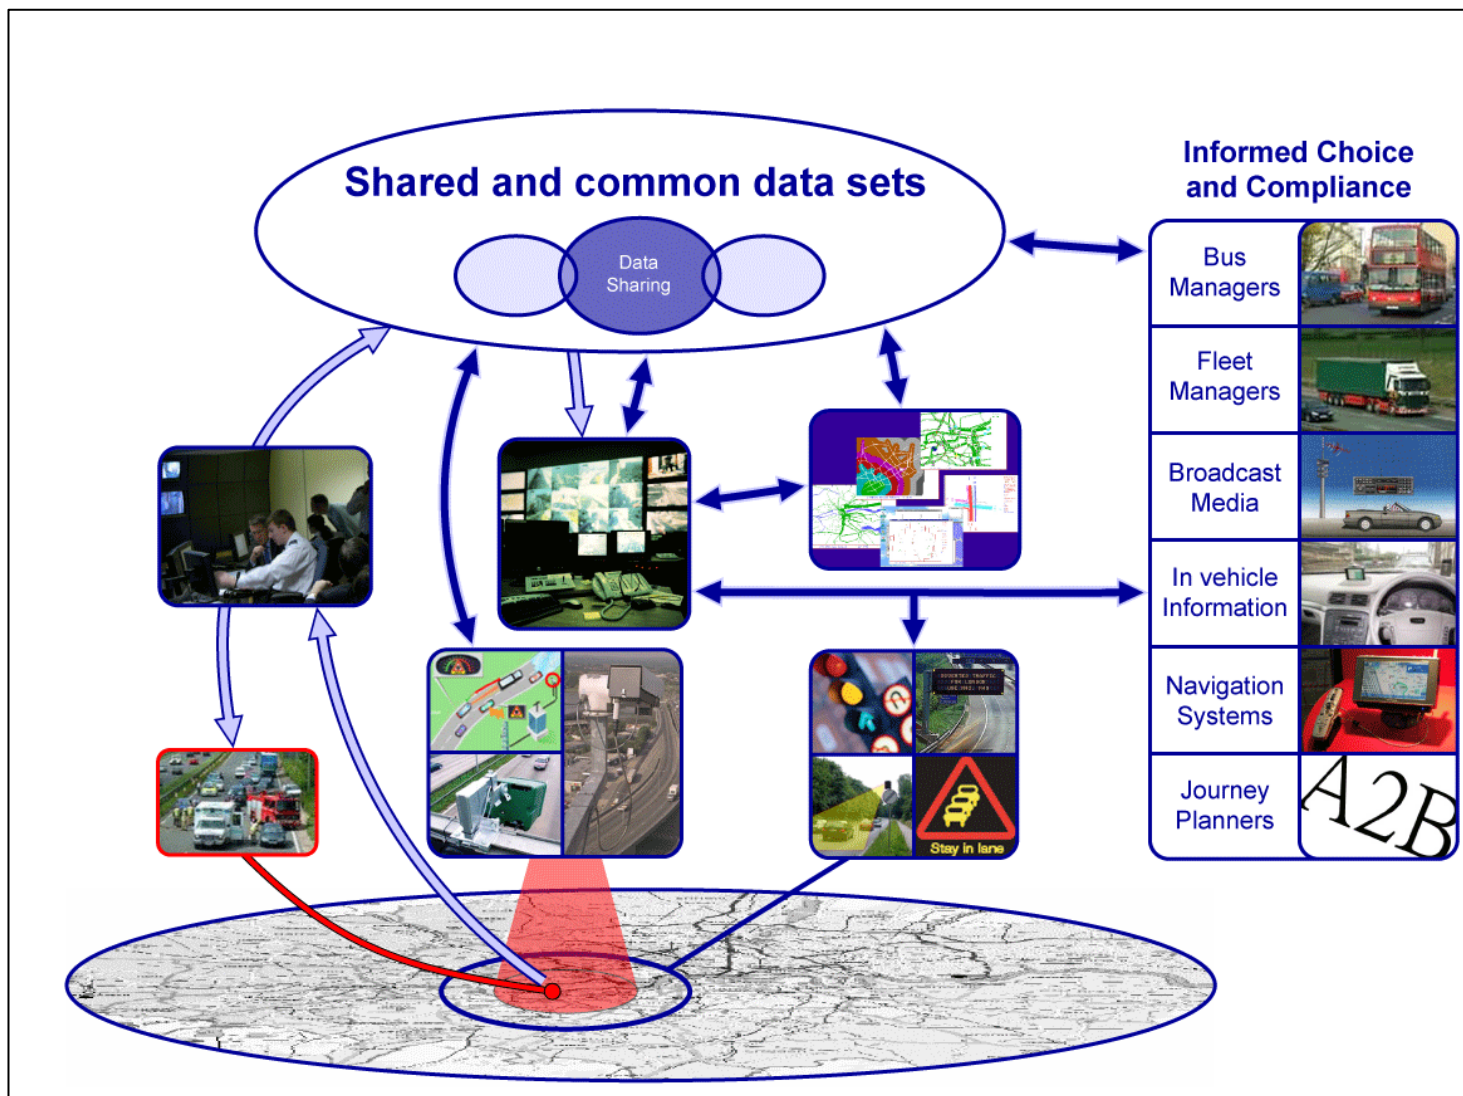 Shared and common data sets
Data
Sharing
Informed Choice
and Compliance
Bus
Managers
Fleet
Managers
Broadcast
Media
In vehicle
Information
Navigation
Systems
Journey
Planners
A2B
Stay in lane